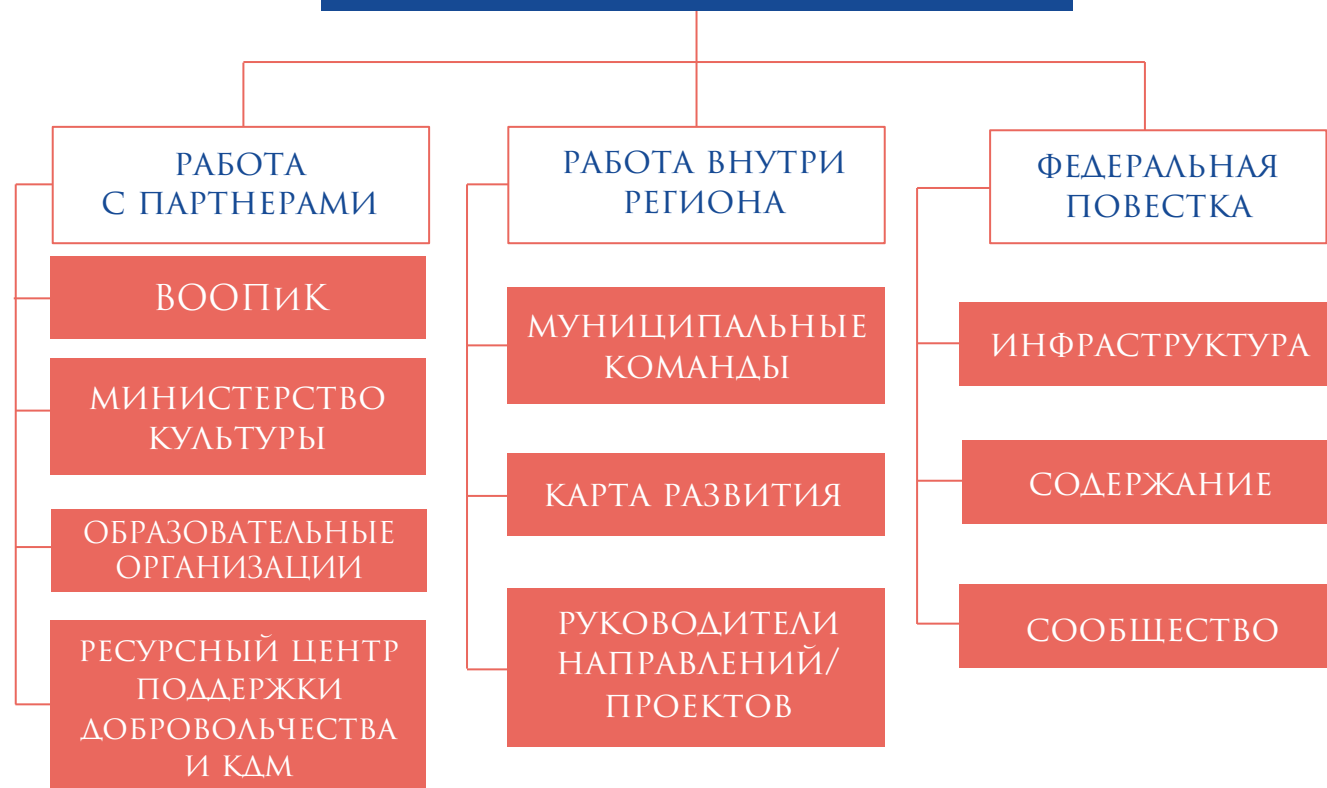 РАБОТА
С ПАРТНЕРАМИ
ВООПиК
МИНИСТЕРСТВО
КУЛЬТУРЫ
ОБРАЗОВАТЕЛЬНЫЕ
ОРГАНИЗАЦИИ
РЕСУРСНЫЙ ЦЕНТР
ПОДДЕРЖКИ
ДОБРОВОЛЬЧЕСТВА
И КДМ
РАБОТА ВНУТРИ
РЕГИОНА
МУНИЦИПАЛЬНЫЕ
КОМАНДЫ
КАРТА РАЗВИТИЯ
РУКОВОДИТЕЛИ
НАПРАВЛЕНИЙ/
ПРОЕКТОВ
ФЕДЕРАЛЬНАЯ
ПОВЕСТКА
ИНФРАСТРУКТУРА
СОДЕРЖАНИЕ
СООБЩЕСТВО